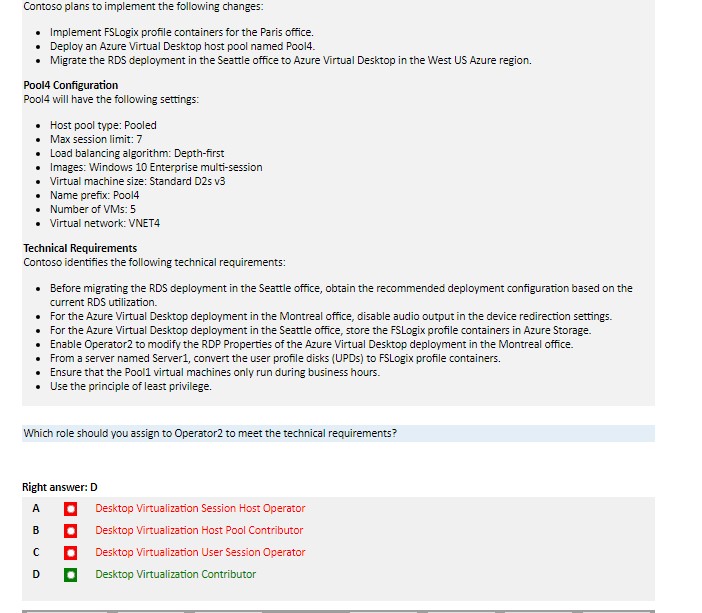 Contoso plans to implement the following changes:
• Implement FSLogix profile containers for the Paris office.
• Deploy an Azure Virtual Desktop host pool named Pool4.
• Migrate the RDS deployment in the Seattle office to Azure Virtual Desktop in the West US Azure region.
Pool4 Configuration
Pool4 will have the following settings:
• Host pool type: Pooled
• Max session limit: 7
• Load balancing algorithm: Depth-first
• Images: Windows 10 Enterprise multi-session
• Virtual machine size: Standard D2s v3
• Name prefix: Pool4
• Number of VMs: 5
• Virtual network: VNET4
Technical Requirements
Contoso identifies the following technical requirements:
• Before migrating the RDS deployment in the Seattle office, obtain the recommended deployment configuration based on the
current RDS utilization.
• For the Azure Virtual Desktop deployment in the Montreal office, disable audio output in the device redirection settings.
• For the Azure Virtual Desktop deployment in the Seattle office, store the FSLogix profile containers in Azure Storage.
• Enable Operator2 to modify the RDP Properties of the Azure Virtual Desktop deployment in the Montreal office.
• From a server named Server1, convert the user profile disks (UPDs) to FSLogix profile containers.
• Ensure that the Pool1 virtual machines only run during business hours.
• Use the principle of least privilege.
Which role should you assign to Operator2 to meet the technical requirements?
Right answer: D
A Desktop Virtualization Session Host Operator
B Desktop Virtualization Host Pool Contributor
C Desktop Virtualization User Session Operator
D Desktop Virtualization Contributor